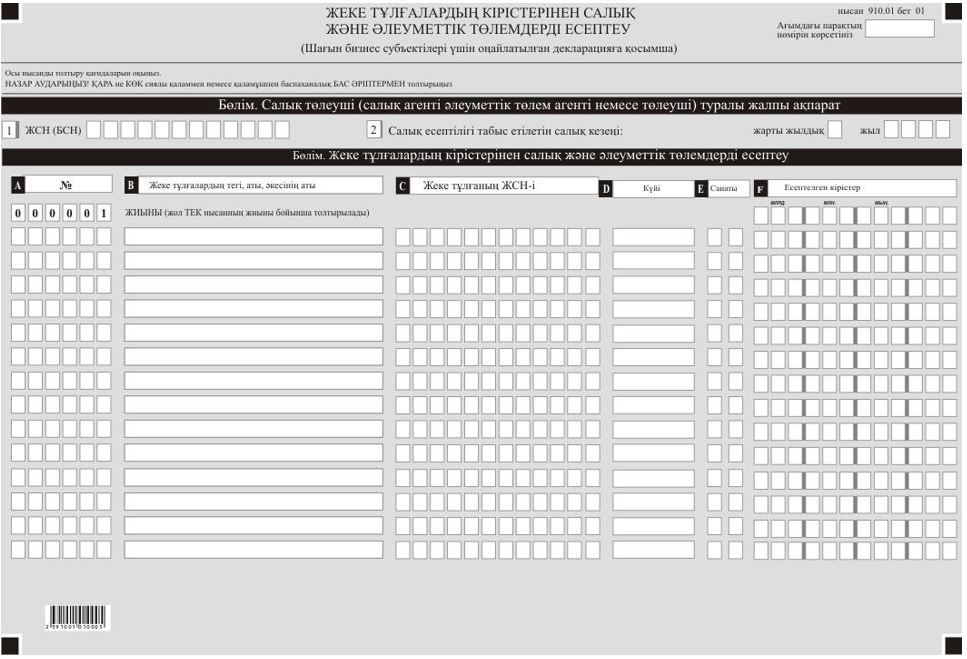 ЖЕКЕ ТҰЛҒАЛАРДЫҢ КІРІСТЕРІНЕН САЛЫҚ
ЖӘНЕ ӘЛЕУМЕТТІК ТӨЛЕМДЕРДІ ЕСЕПТЕУ
(Шағын бизнес субъектілері үшін оңайлатылған декларацияға қосымша)
нысан 910.01 бет 01
Ағымдағы парақтың
нөмірін көрсетіңіз
Осы нысанды толтыру қағидаларын оқыңыз.
НАЗАР АУДАРЫҢЫЗ! ҚАРА не КӨК сиялы қаламмен немесе қаламұшпен баспаханалық БАС ӘРІПТЕРМЕН толтырыңыз
Бөлім. Салық төлеуші (салық агенті әлеуметтік төлем агенті немесе төлеуші) туралы жалпы ақпарат
1 ЖСН (БСН) 2 Салық есептілігі табыс етілетін салық кезеңі: жарты жылдық жыл
Бөлім. Жеке тұлғалардың кірістерінен салық және әлеуметтік төлемдерді есептеу
A № B Жеке тұлғалардың тегі, аты, әкесінің аты C Жеке тұлғаның ЖСН-і D Күйі E Санаты F Есептелген кірістер
млрд. млн. мың.
0 0 0 0 0 1 ЖИЫНЫ (жол ТЕК нысанның жиыны бойынша толтырылады)
2 391001 010005